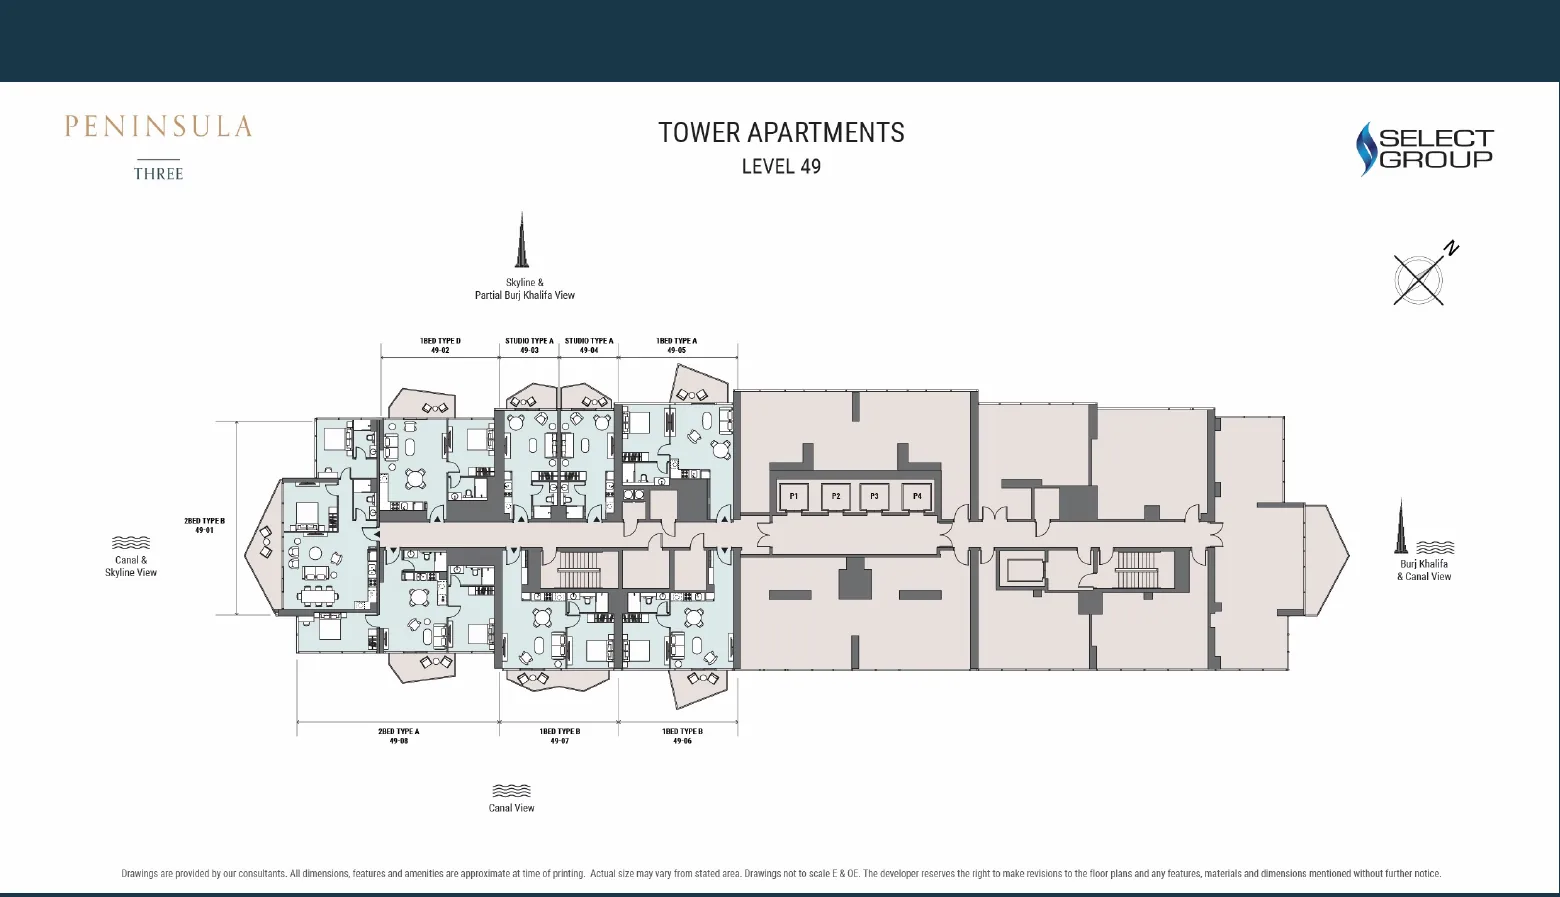 PENINSULA
THREE
TOWER APARTMENTS
LEVEL 49
SELECT
GROUP
N
Skyline &
Partial Burj Khalifa View
1BED TYPE D
49-02
STUDIO TYPE A
49-03
STUDIO TYPE A
49-04
1BED TYPE A
49-05
P1
P2
P3
P4
2BED TYPE B
49-01
Canal &
Skyline View
Burj Khalifa
& Canal View
2BED TYPE A
49-08
1BED TYPE B
49-07
1BED TYPE B
49-06
Canal View
Drawings are provided by our consultants. All dimensions, features and amenities are approximate at time of printing. Actual size may vary from stated area. Drawings not to scale E & OE. The developer reserves the right to make revisions to the floor plans and any features, materials and dimensions mentioned without further notice.